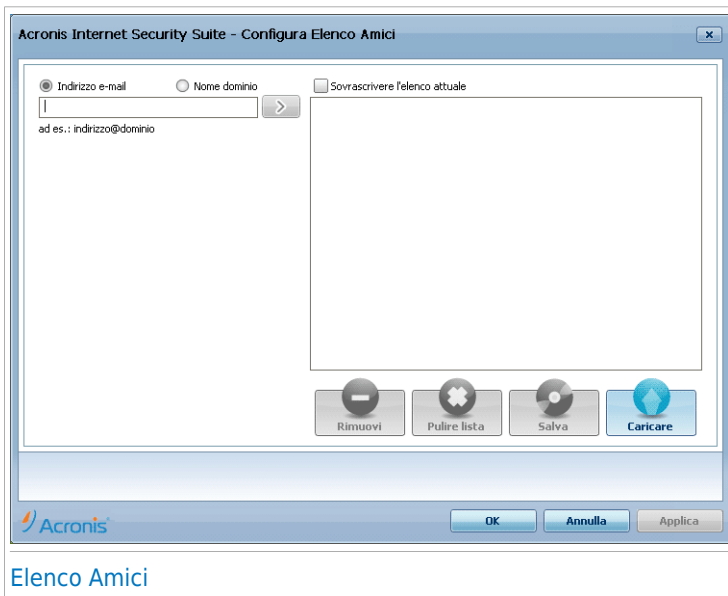 Acronis Internet Security Suite - Configura Elenco Amici
Indirizzo e-mail
Nome dominio
Sovrascrivere l'elenco attuale
ad es.: indirizzo@dominio
Rimuovi
Pulire lista
Salva
Caricare
Acronis
OK
Annulla
Applica
Elenco Amici